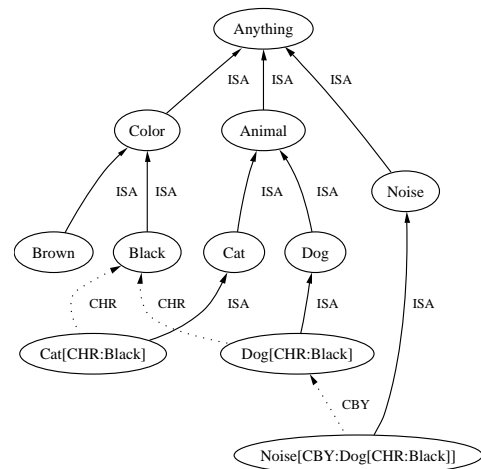 Anything
ISA ISA ISA
Color Animal
Noise
ISA ISA ISA ISA
Brown Black Cat Dog
CHR CHR ISA ISA ISA
Cat[CHR:Black] Dog[CHR:Black]
CBY
Noise[CBY:Dog[CHR:Black]]